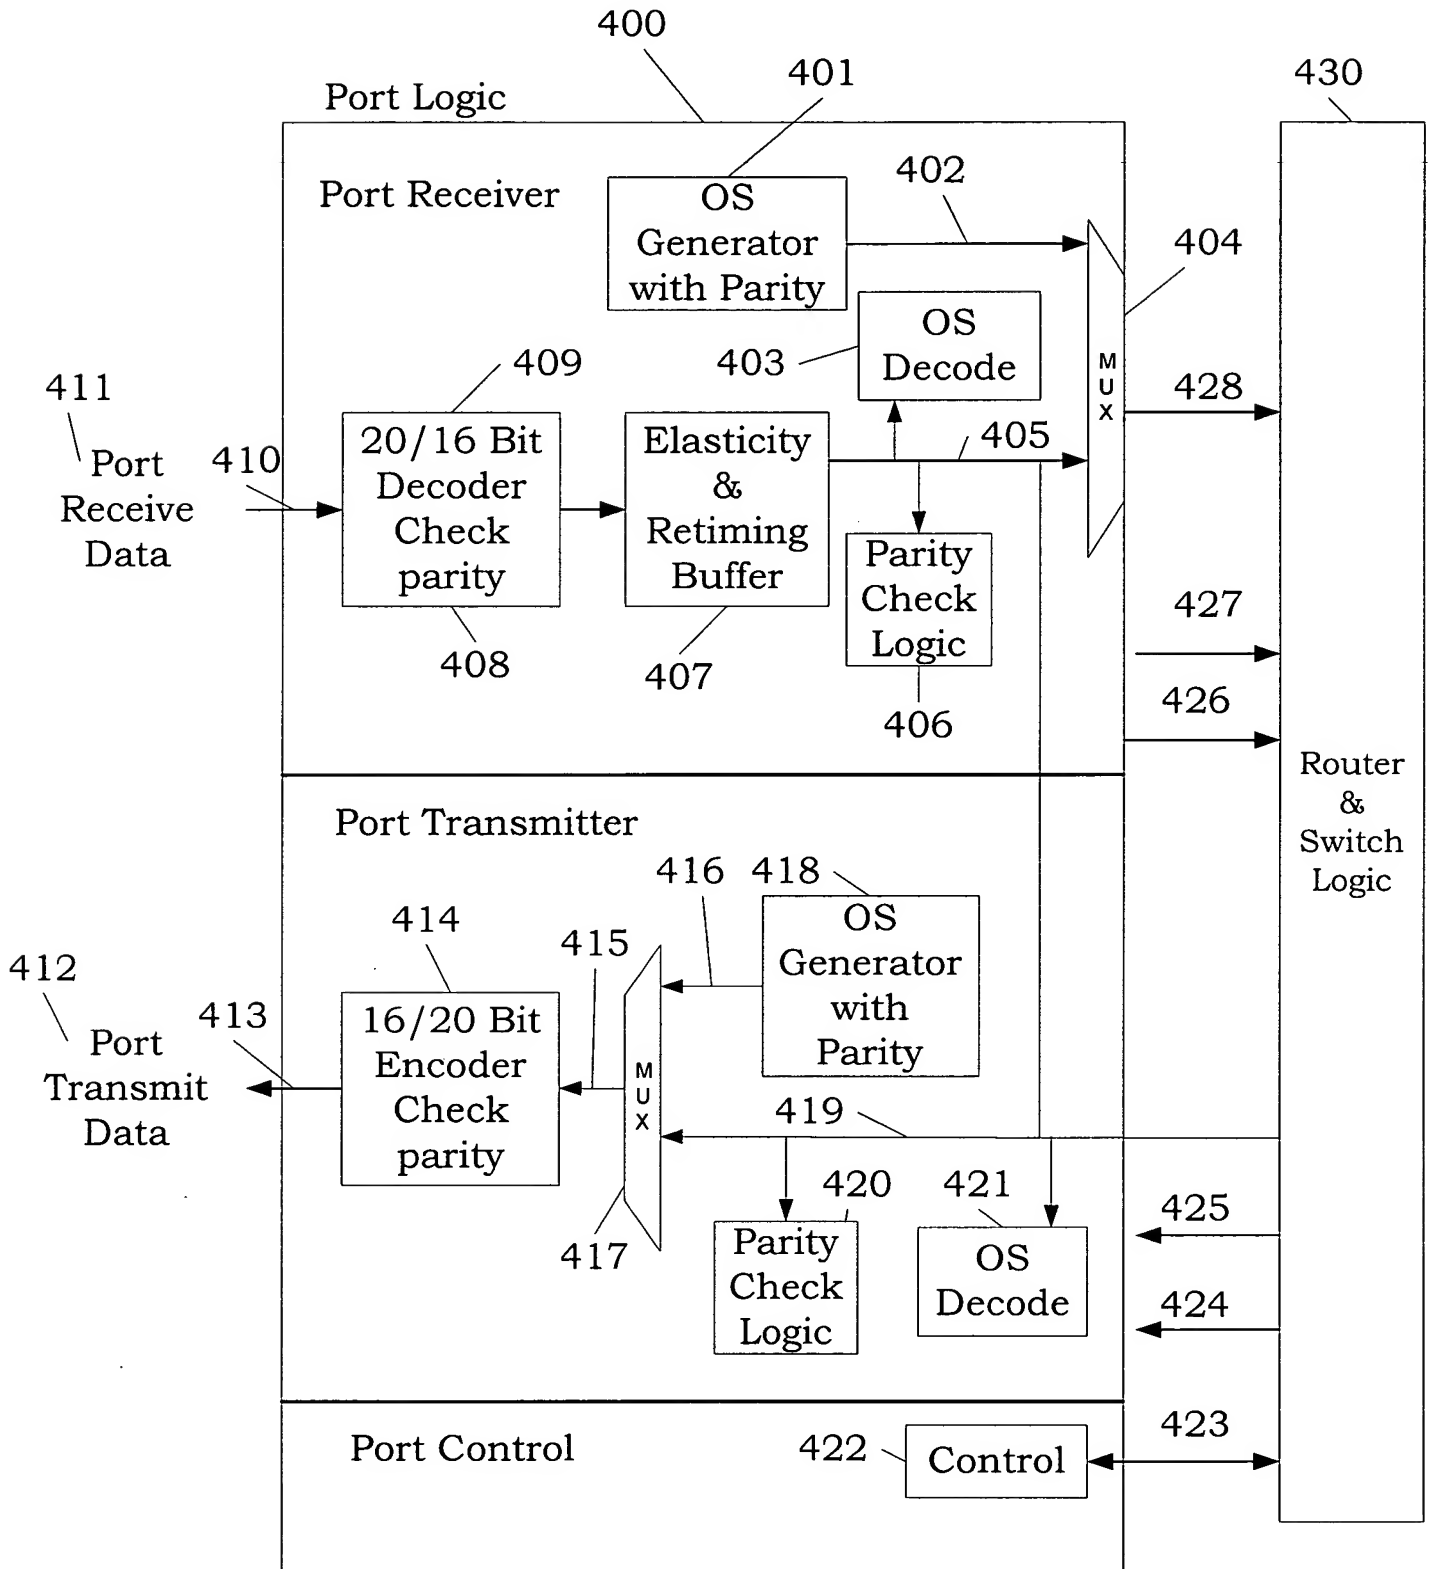 400
401
430
Port Logic
Port Receiver
OS
Generator
with Parity
402
404
OS
Decode
403
MUX
428
409
411
Port
Receive
Data
410
20/16 Bit
Decoder
Check
parity
Elasticity
&
Retiming
Buffer
405
Parity
Check
Logic
408
407
406
427
426
Router
&
Switch
Logic
Port Transmitter
416
418
OS
Generator
with
Parity
414
415
412
Port
Transmit
Data
413
16/20 Bit
Encoder
Check
parity
MUX
419
417
420
421
Parity
Check
Logic
OS
Decode
425
424
Port Control
422
Control
423